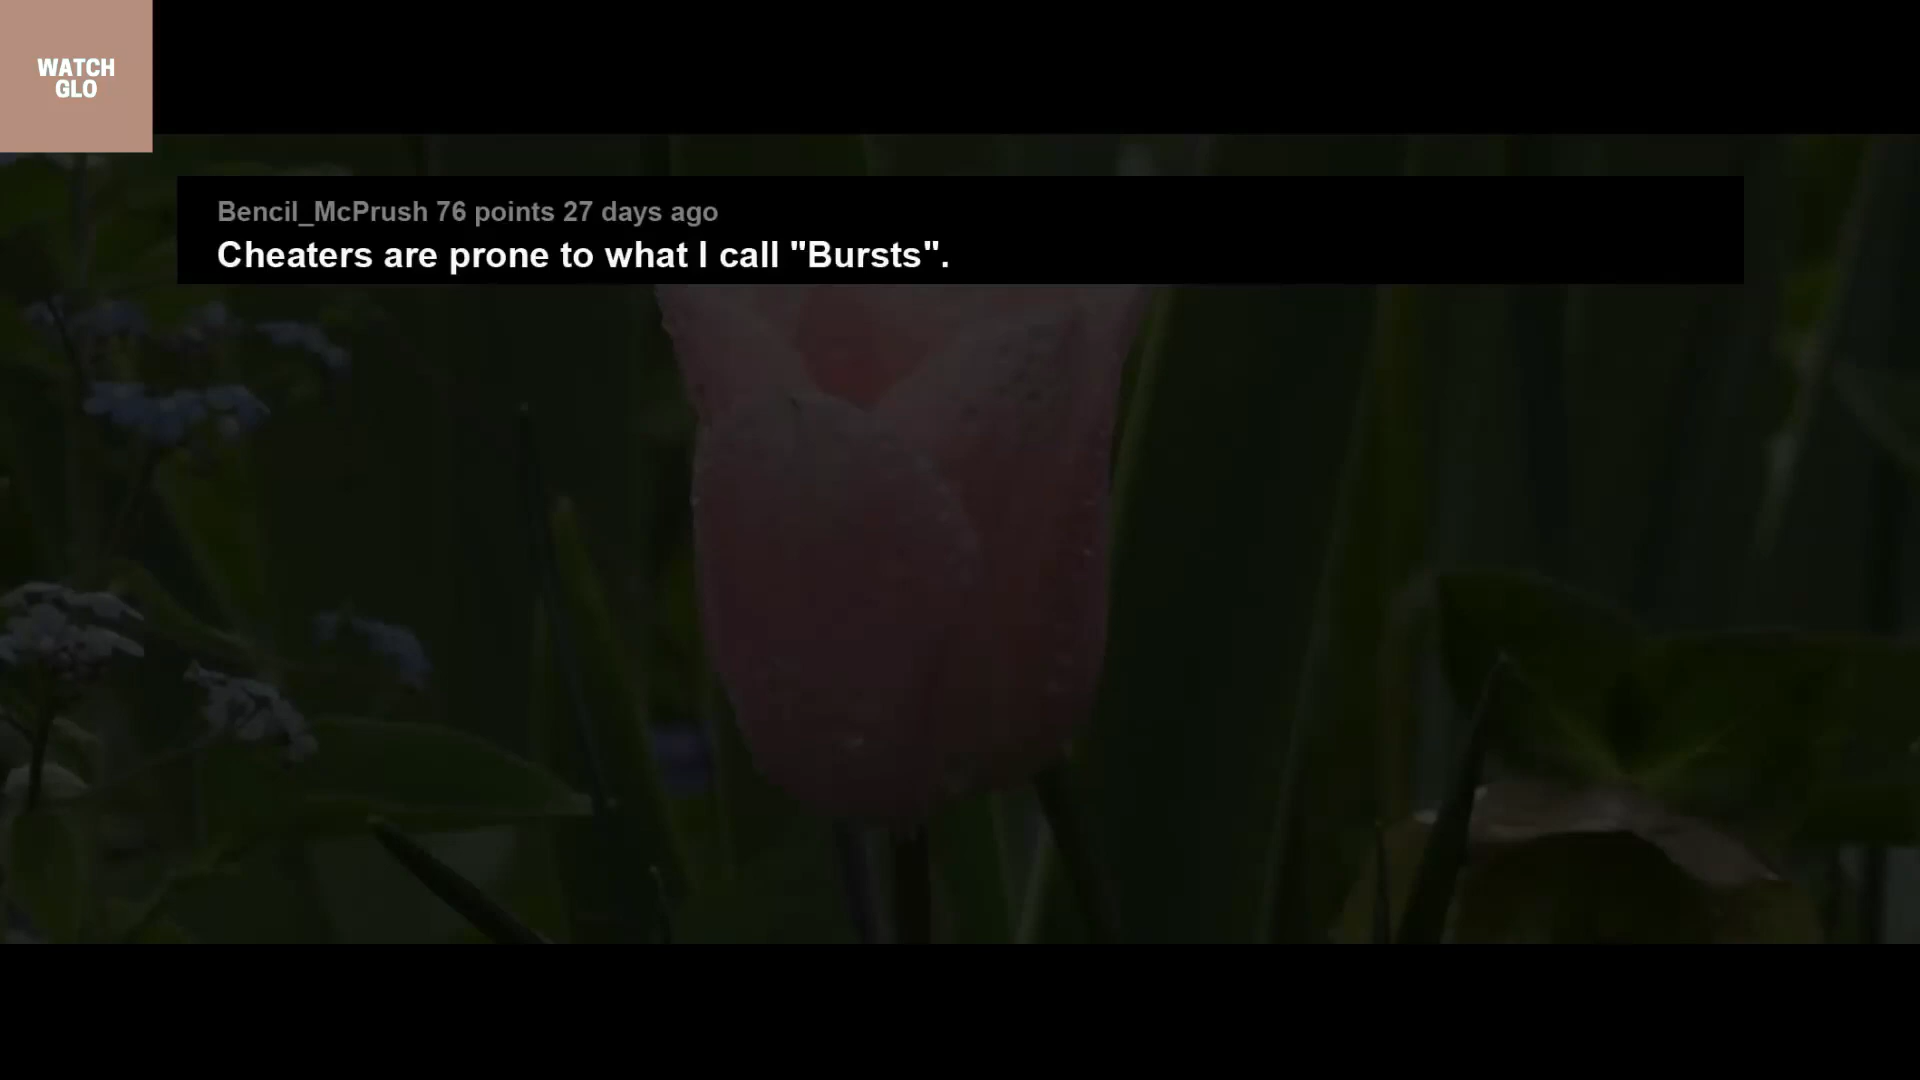 WATCH
GLO
Bencil_McPrush 76 points 27 days ago
Cheaters are prone to what I call "Bursts".